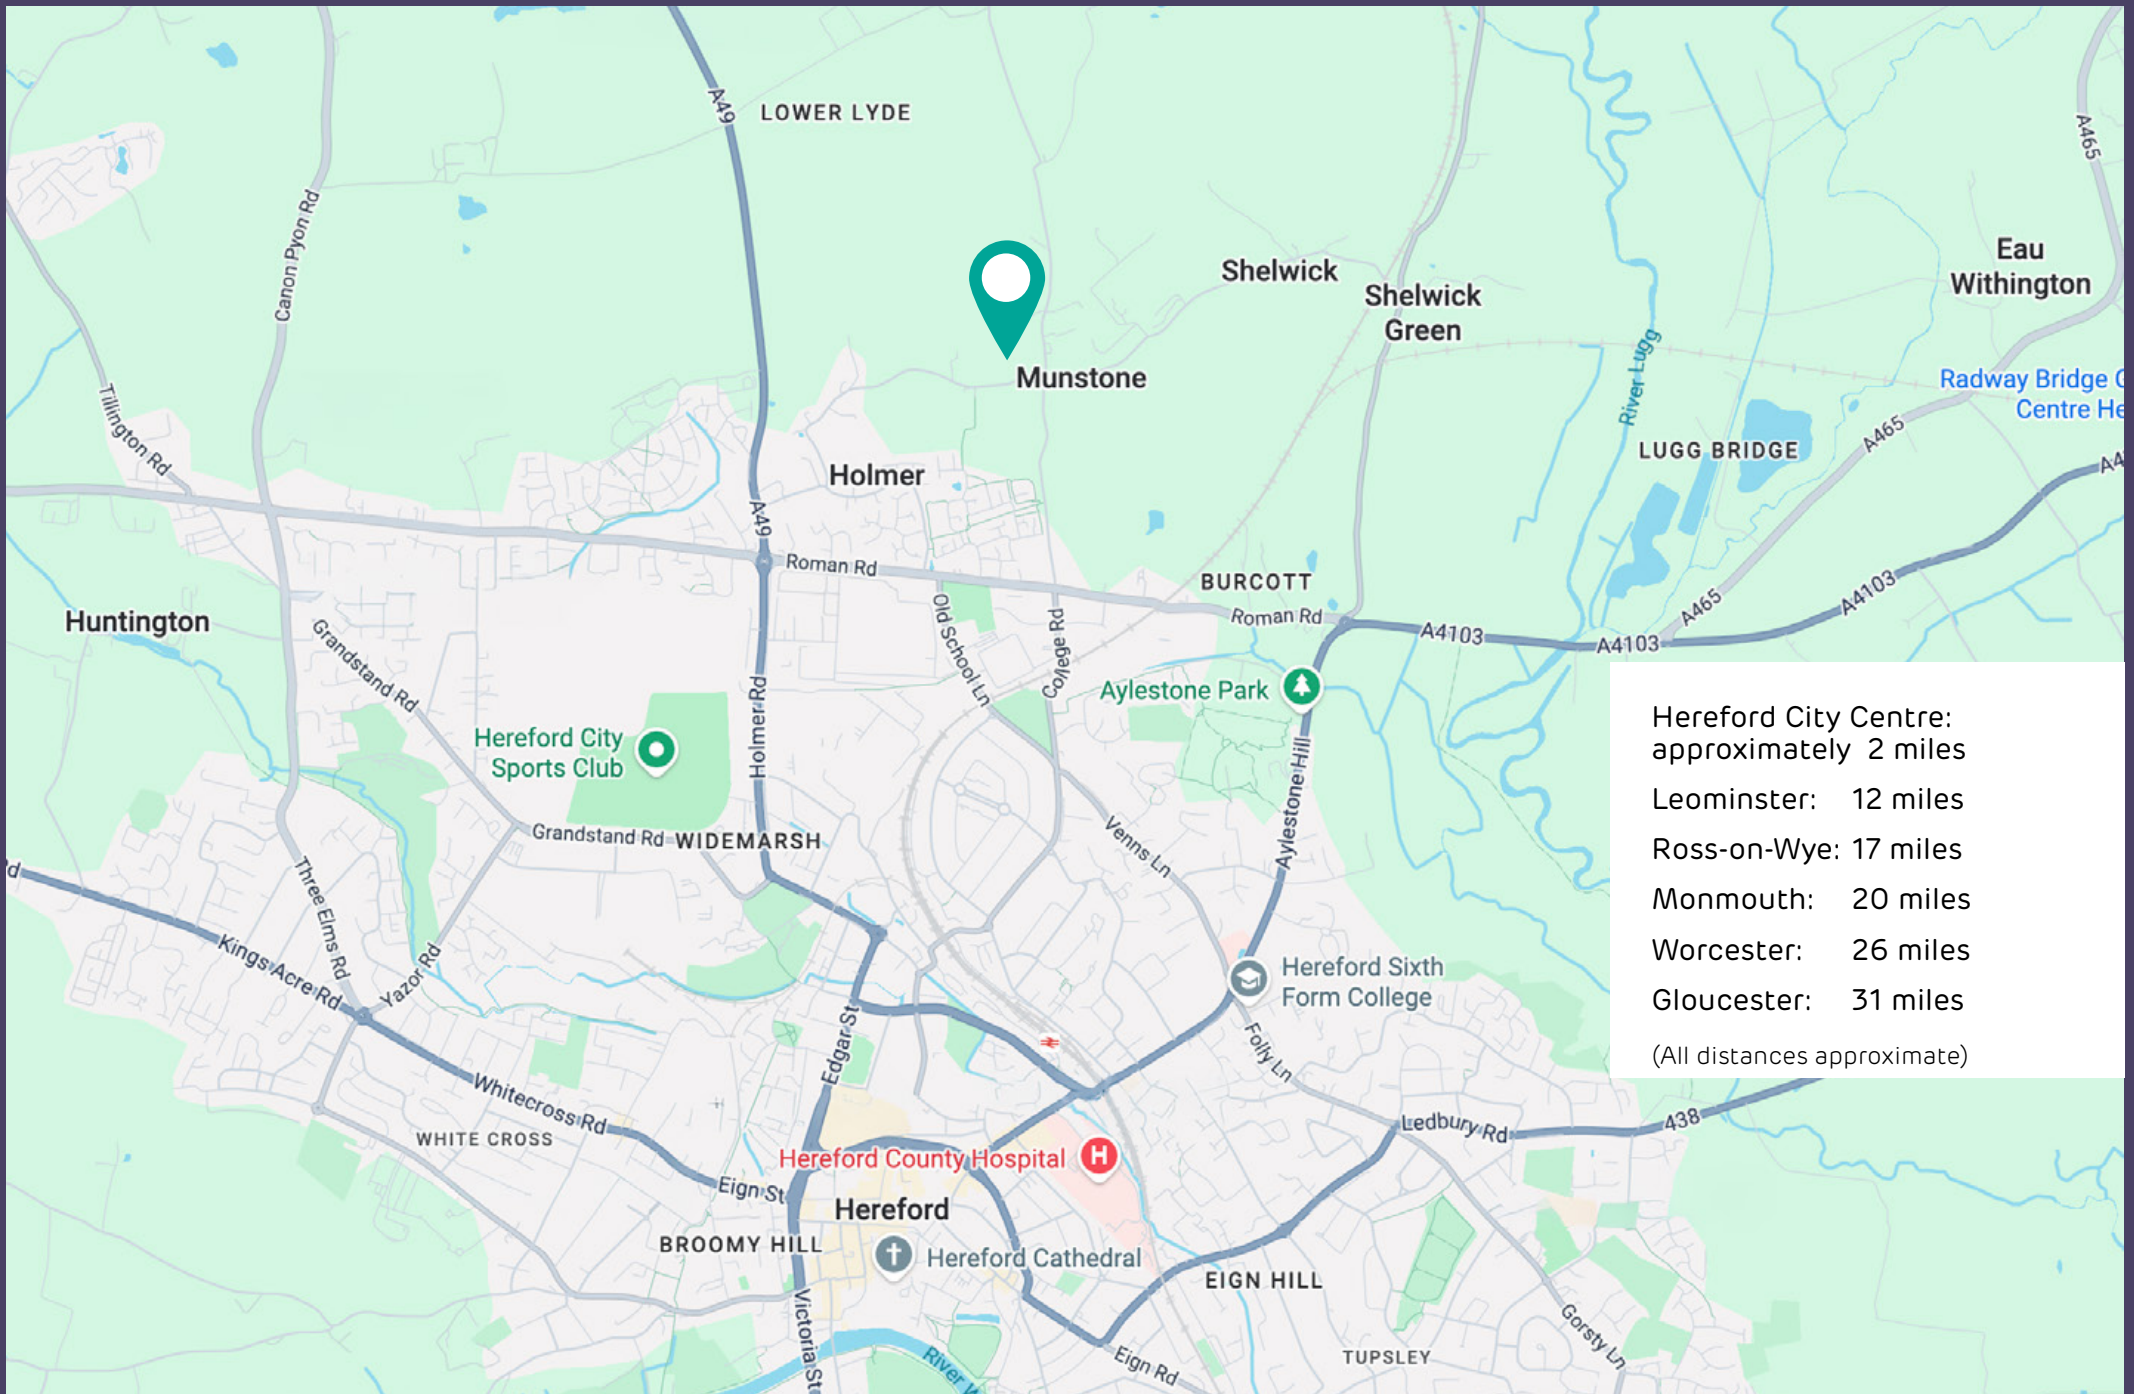 A49
LOWER LYDE
A465
Canon Pyon Rd
Shelwick
Eau
Withington
Shelwick
Green
River Lugg
Munstone
Radway Bridge
Centre
Tillington Rd
A465
LUGG BRIDGE
Holmer
A49
Roman Rd
BURCOTT
Roman Rd
A4103
A465
A4103
A4103
Huntington
Grandstand Rd
Old School Ln
College Rd
Aylestone Park
Holmer Rd
Hereford City
Sports Club
Aylestone Hill
Grandstand Rd
WIDEMARSH
Venns Ln
Three Elms Rd
Kings Acre Rd
Yazor Rd
Hereford Sixth
Form College
Edgar St
Folly Ln
Whitecross Rd
WHITE CROSS
Ledbury Rd
438
Hereford County Hospital
H
Eign St
Hereford
BROOMY HILL
Hereford Cathedral
EIGN HILL
Victoria St
River
Eign Rd
TUPSLEY
Gorsty Ln
Hereford City Centre:
approximately 2 miles
Leominster: 12 miles
Ross-on-Wye: 17 miles
Monmouth: 20 miles
Worcester: 26 miles
Gloucester: 31 miles
(All distances approximate)